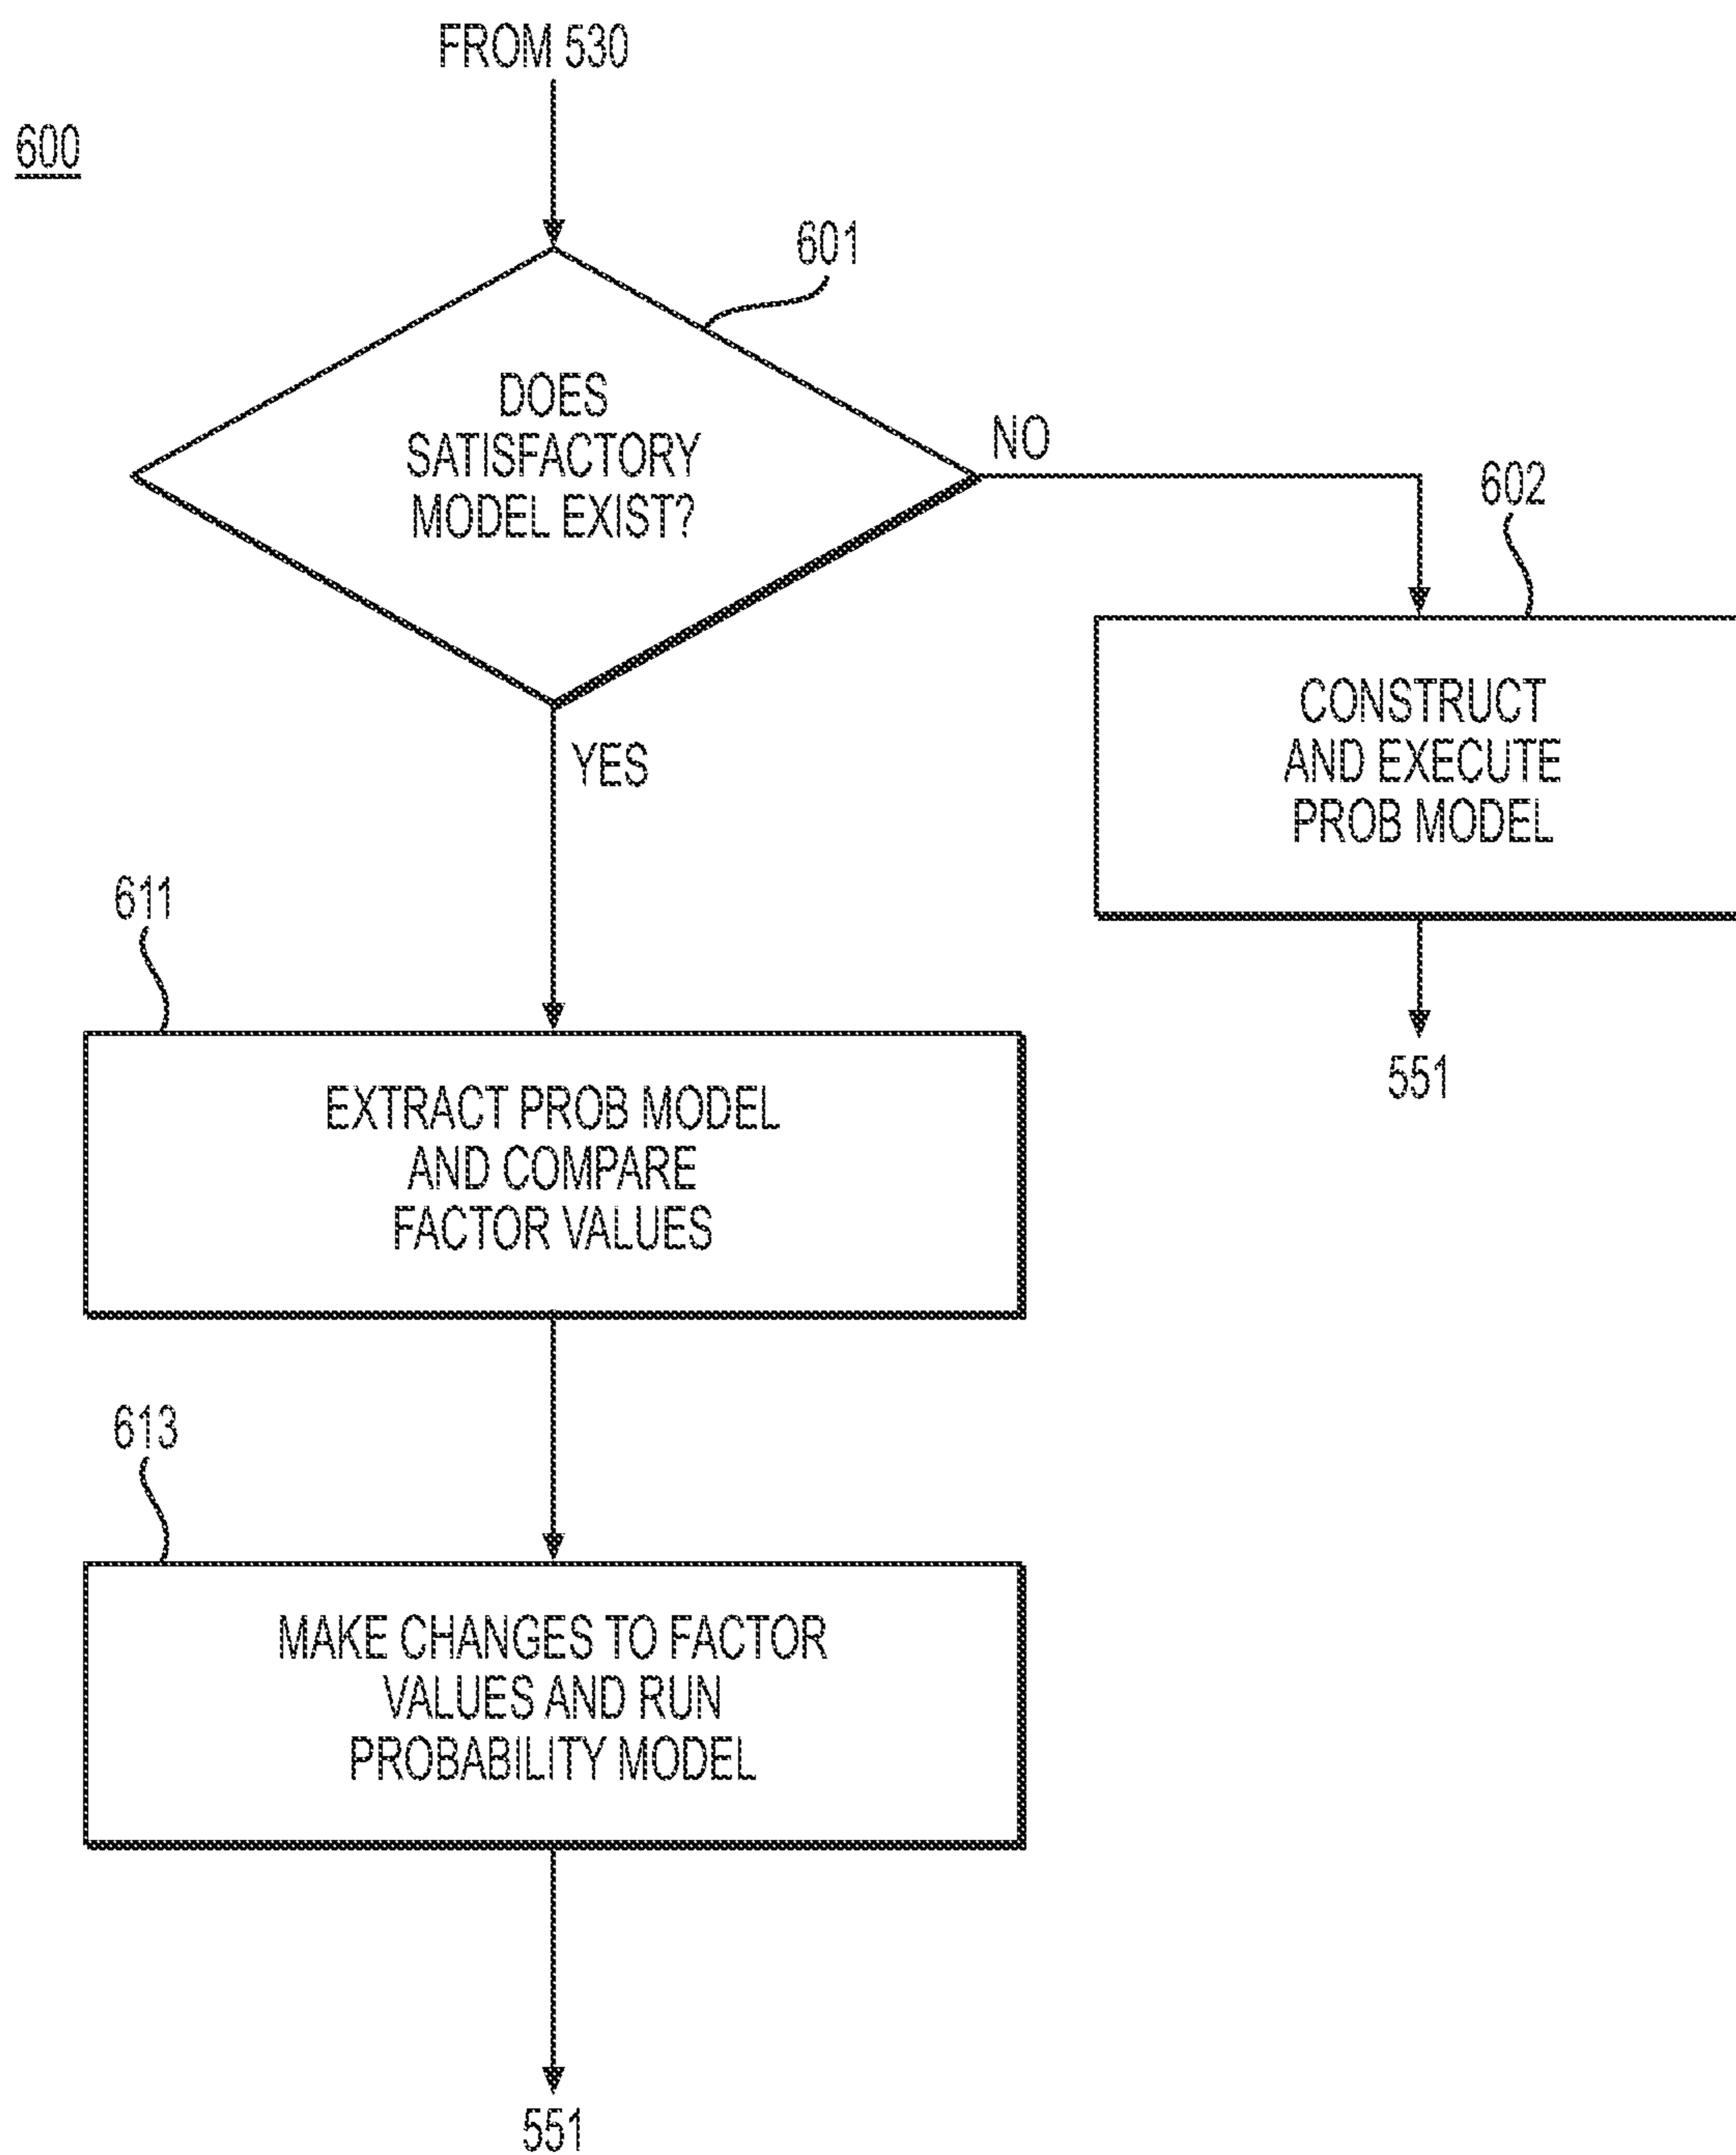 FROM 530
600
601
DOES
SATISFACTORY
MODEL EXIST?
NO
602
CONSTRUCT
AND EXECUTE
PROB MODEL
551
YES
611
EXTRACT PROB MODEL
AND COMPARE
FACTOR VALUES
613
MAKE CHANGES TO FACTOR
VALUES AND RUN
PROBABILITY MODEL
551